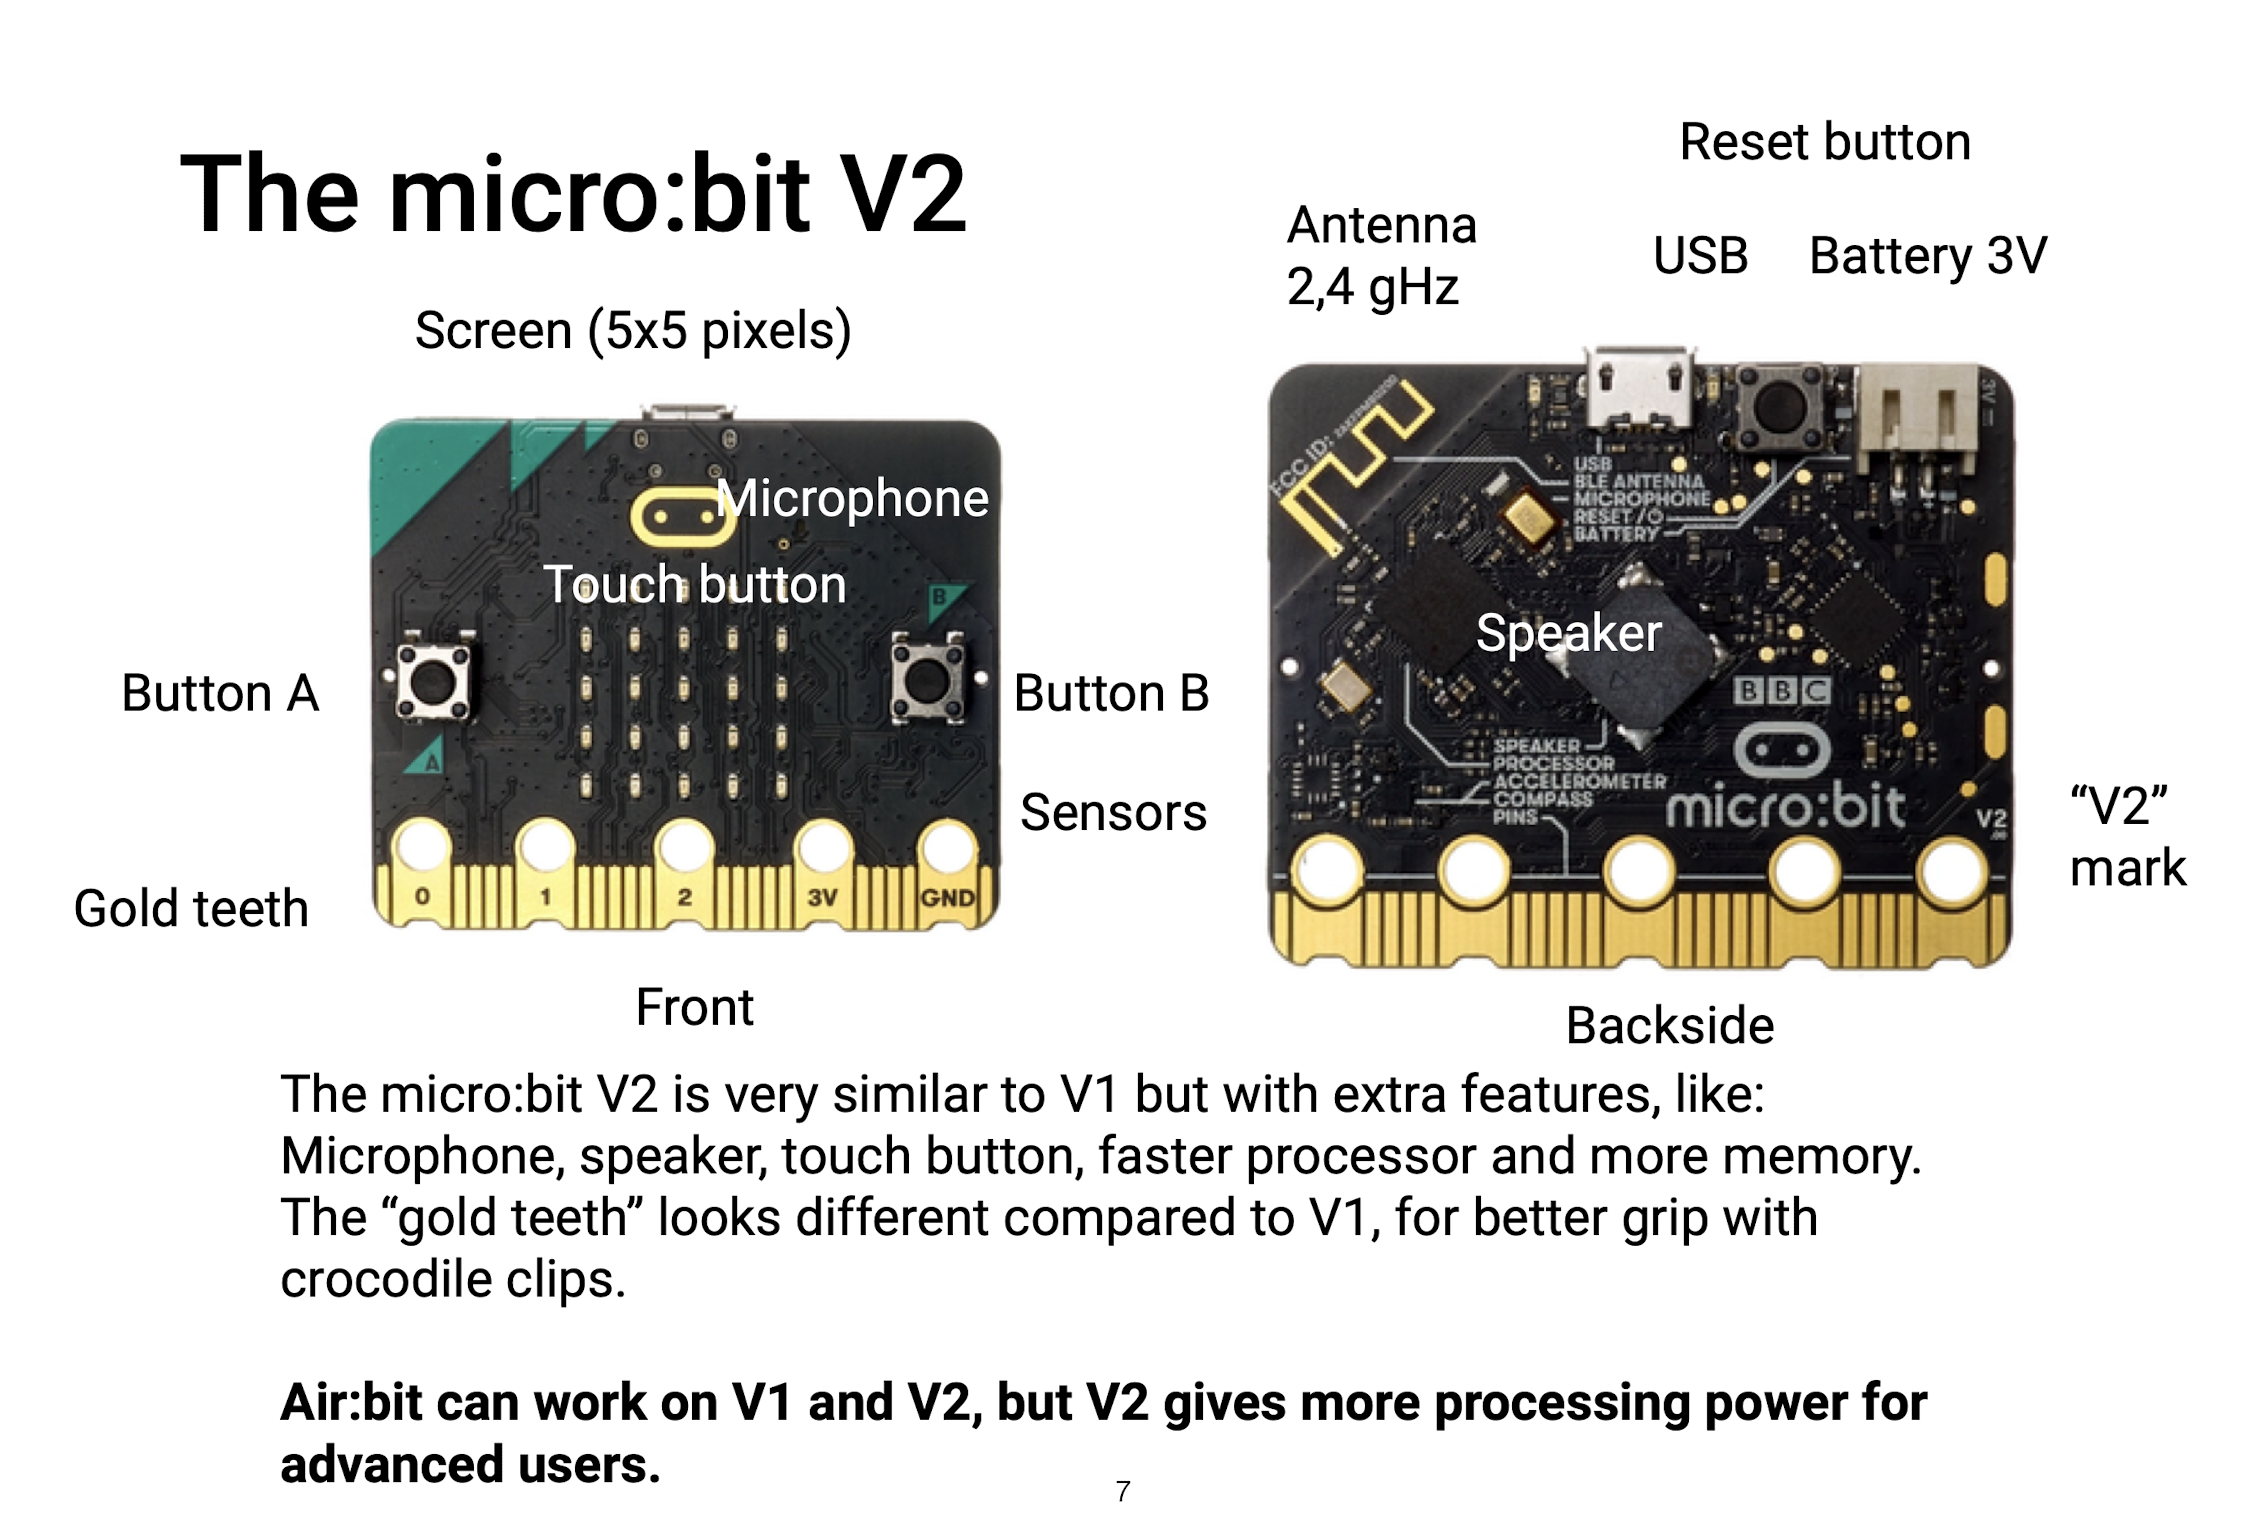 The micro:bit V2
Reset button
Antenna
2,4 gHz
USB
Battery 3V
Screen (5x5 pixels)
Microphone
Touch button
B
Button A
A
Button B
Sensors
Gold teeth
0
1
2
3V
GND
Front
FCC ID: 2AXFPM00200
3V
USB
BLE ANTENNA
MICROPHONE
RESET /
BATTERY
Speaker
BBC
micro:bit
SPEAKER
PROCESSOR
ACCELEROMETER
COMPASS
PINS
V2
“V2”
mark
Backside
The micro:bit V2 is very similar to V1 but with extra features, like:
Microphone, speaker, touch button, faster processor and more memory.
The “gold teeth” looks different compared to V1, for better grip with
crocodile clips.
Air:bit can work on V1 and V2, but V2 gives more processing power for
advanced users.
7